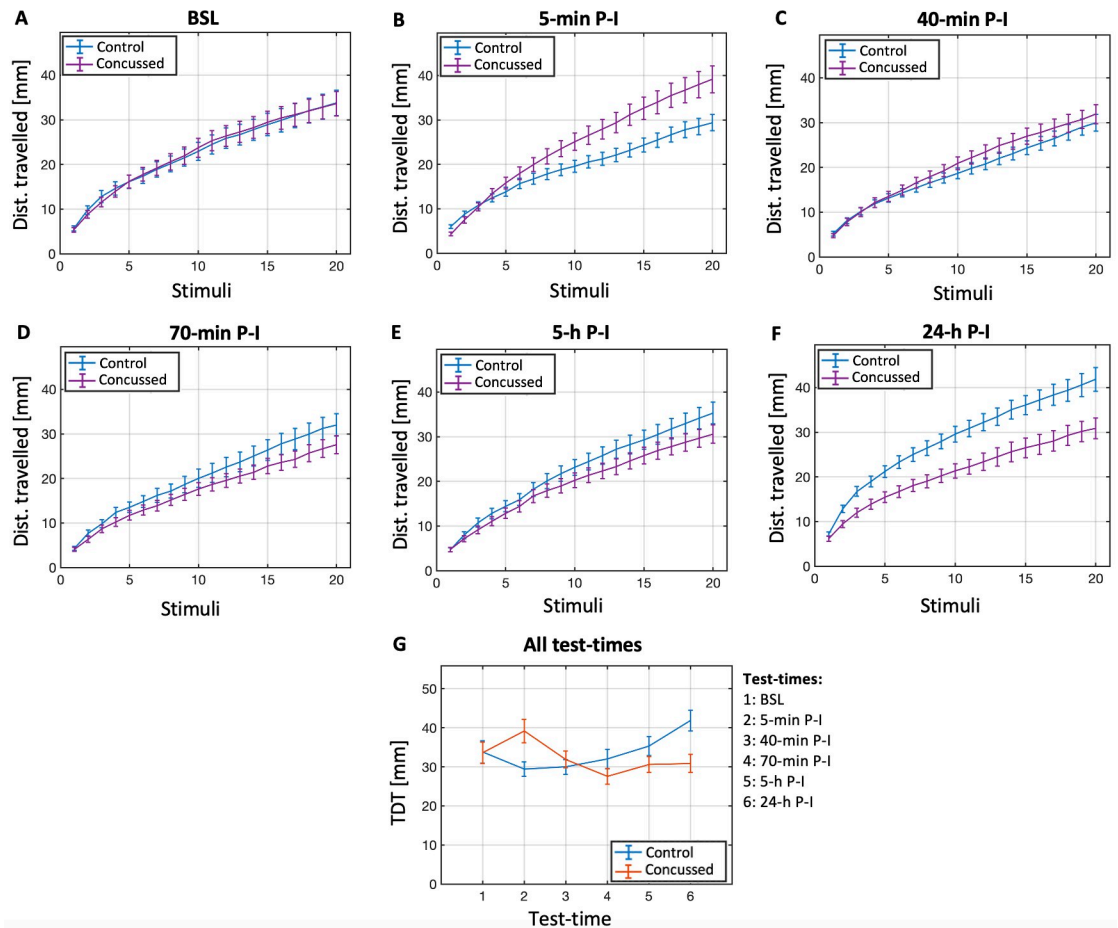 A
BSL
Control
Concussed
Dist. travelled [mm]
40
30
20
10
0
0
5
10
15
20
Stimuli
B
5-min P-I
Control
Concussed
Dist. travelled [mm]
40
30
20
10
0
0
5
10
15
20
Stimuli
C
40-min P-I
Control
Concussed
Dist. travelled [mm]
40
30
20
10
0
0
5
10
15
20
Stimuli
D
70-min P-I
Control
Concussed
Dist. travelled [mm]
40
30
20
10
0
0
5
10
15
20
Stimuli
E
5-h P-I
Control
Concussed
Dist. travelled [mm]
40
30
20
10
0
0
5
10
15
20
Stimuli
F
24-h P-I
Control
Concussed
Dist. travelled [mm]
40
30
20
10
0
0
5
10
15
20
Stimuli
G
All test-times
TDT [mm]
50
40
30
20
10
0
1
2
3
4
5
6
Test-time
Control
Concussed
Test-times:
1: BSL
2: 5-min P-I
3: 40-min P-I
4: 70-min P-I
5: 5-h P-I
6: 24-h P-I